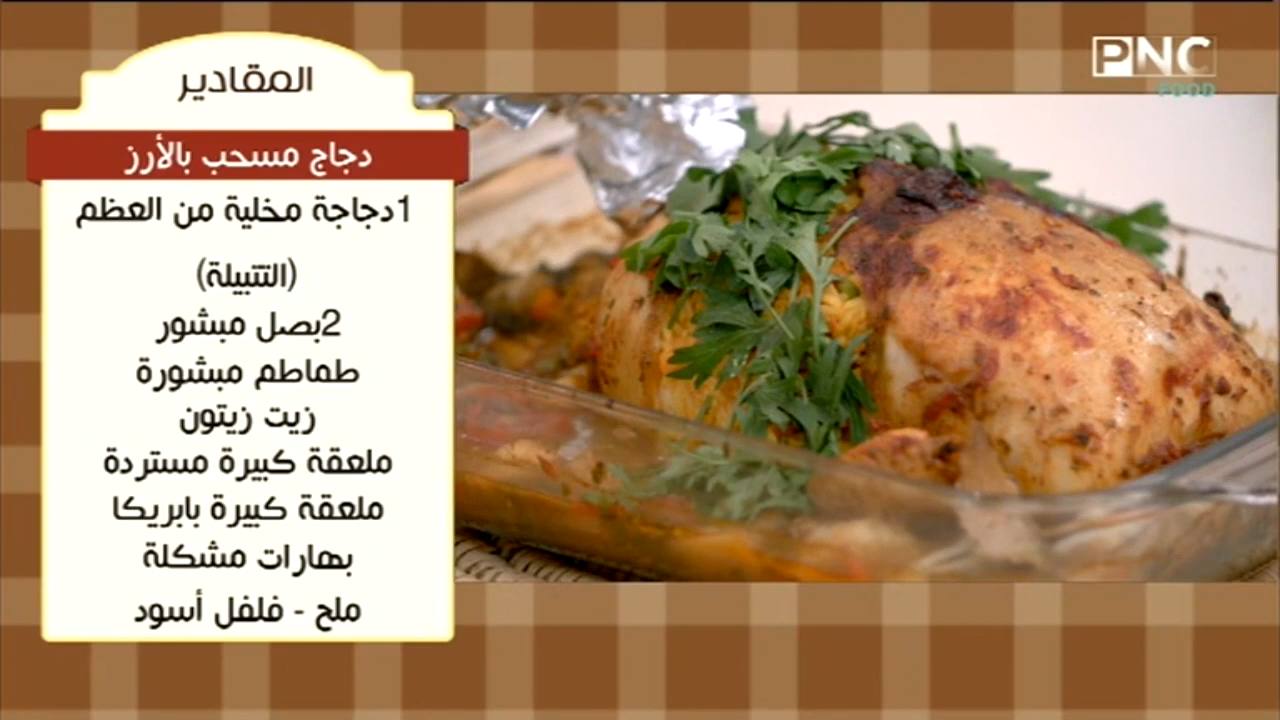 المقادير
PNC
FOOD
دجاج مسحب بالأرز
1دجاجة مخلية من العظم
(التتبيلة)
2بصل مبشور
طماطم مبشورة
زيت زيتون
ملعقة كبيرة مستردة
ملعقة كبيرة بابريكا
بهارات مشكلة
ملح - فلفل أسود